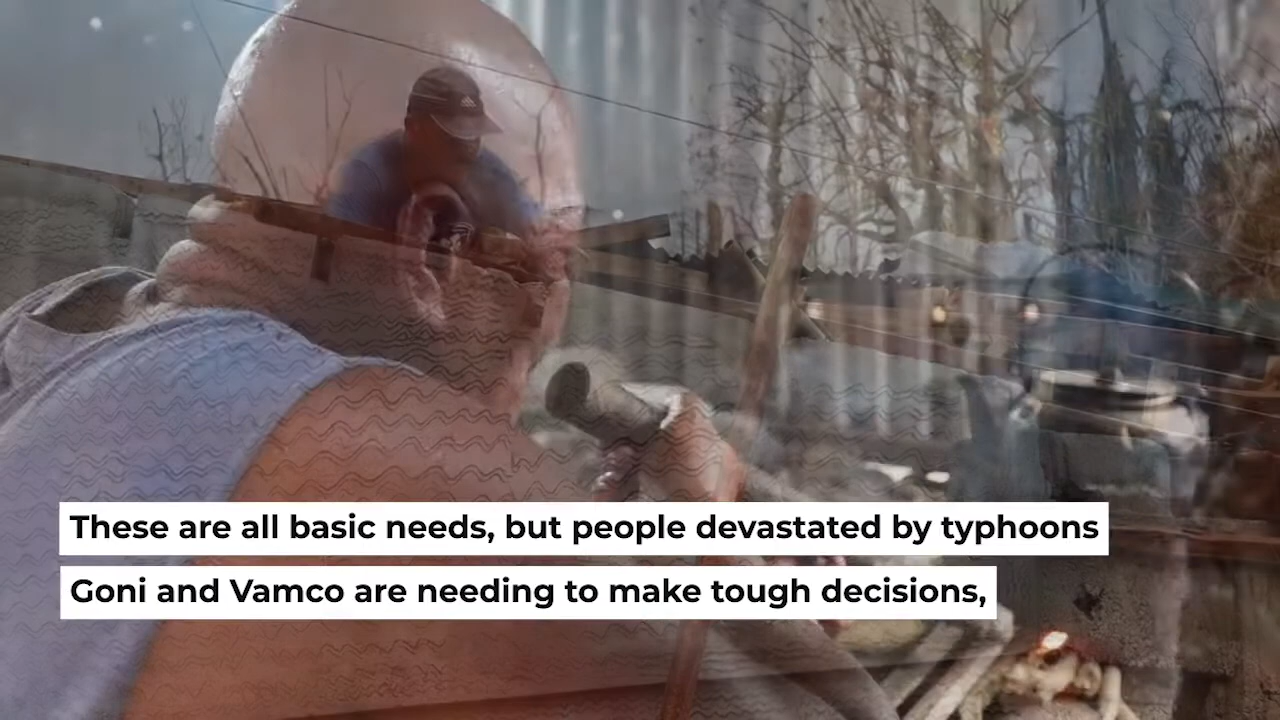 These are all basic needs, but people devastated by typhoons
Goni and Vamco are needing to make tough decisions,